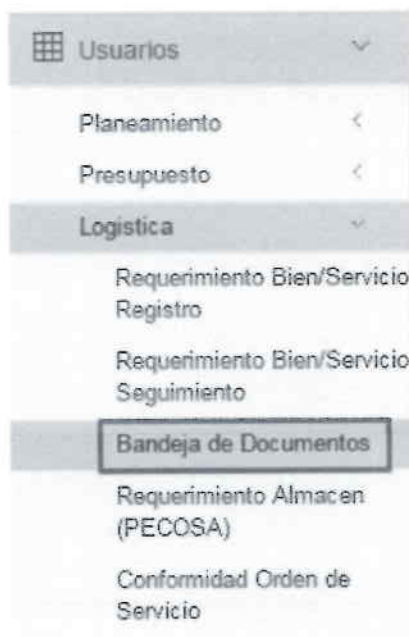 Usuarios
Planeamiento
Presupuesto
Logistica
Requerimiento Bien/Servicio
Registro
Requerimiento Bien/Servicio
Seguimiento
Bandeja de Documentos
Requerimiento Almacen
(PECOSA)
Conformidad Orden de
Servicio